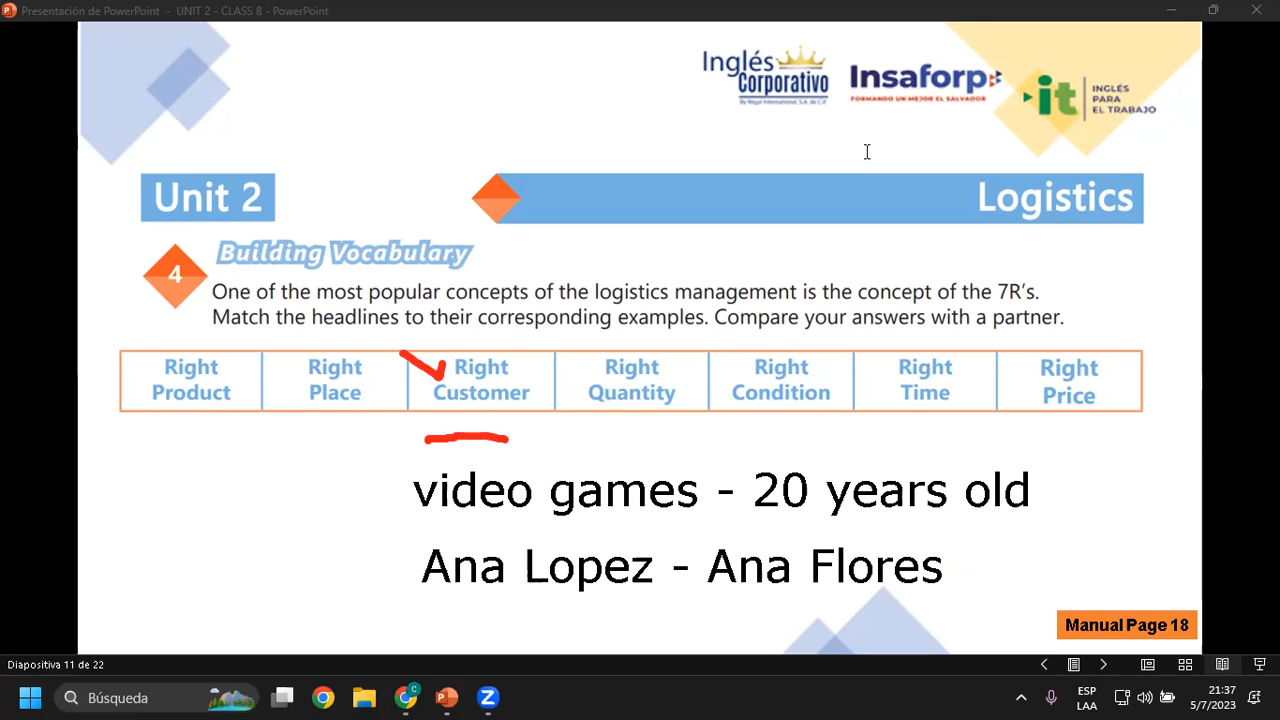 Presentación de PowerPoint - UNIT 2 - CLASS 8 - PowerPoint
Inglés
Corporativo
By Regal International, S.A. de C.V.
Insaforp
FORMANDO UN MEJOR EL SALVADOR
it
INGLÉS
PARA
EL TRABAJO
Unit 2
Logistics
4
Building Vocabulary
One of the most popular concepts of the logistics management is the concept of the 7R's.
Match the headlines to their corresponding examples. Compare your answers with a partner.
Right
Product
Right
Place
Right
Customer
Right
Quantity
Right
Condition
Right
Time
Right
Price
video games - 20 years old
Ana Lopez - Ana Flores
Manual Page 18
Diapositiva 11 de 22
Búsqueda
ESP
LAA
21:37
5/7/2023